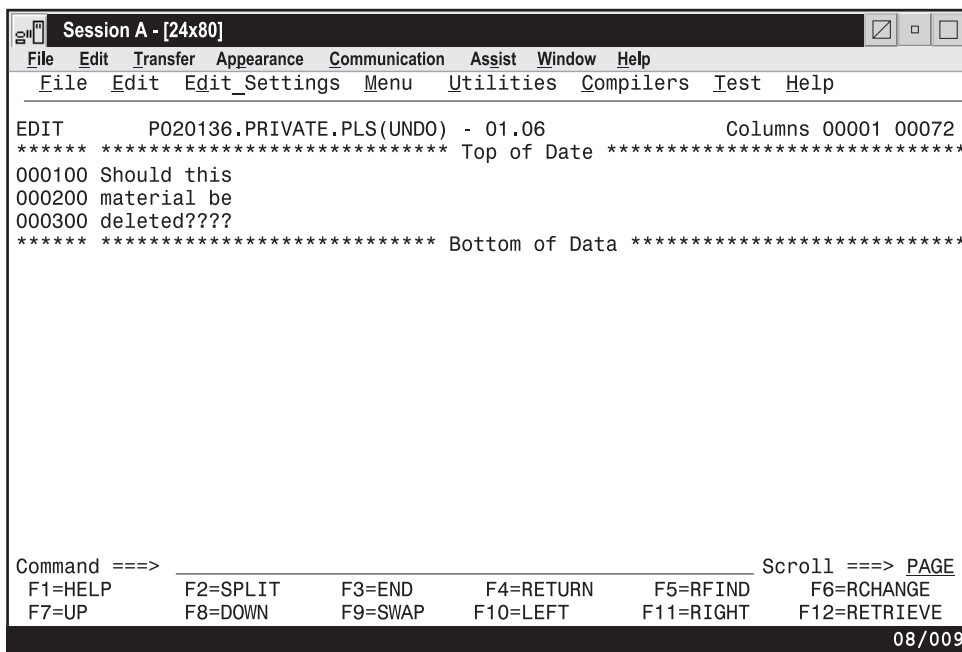 Session A - [24x80]
File Edit Transfer Appearance Communication Assist Window Help
File Edit Edit_Settings Menu Utilities Compilers Test Help
EDIT P020136.PRIVATE.PLS(UNDO) - 01.06 Columns 00001 00072
****** ***************************** Top of Date ******************************
000100 Should this
000200 material be
000300 deleted????
****** **************************** Bottom of Data ****************************
Command ===> Scroll ===> PAGE
F1=HELP F2=SPLIT F3=END F4=RETURN F5=RFIND F6=RCHANGE
F7=UP F8=DOWN F9=SWAP F10=LEFT F11=RIGHT F12=RETRIEVE
08/009